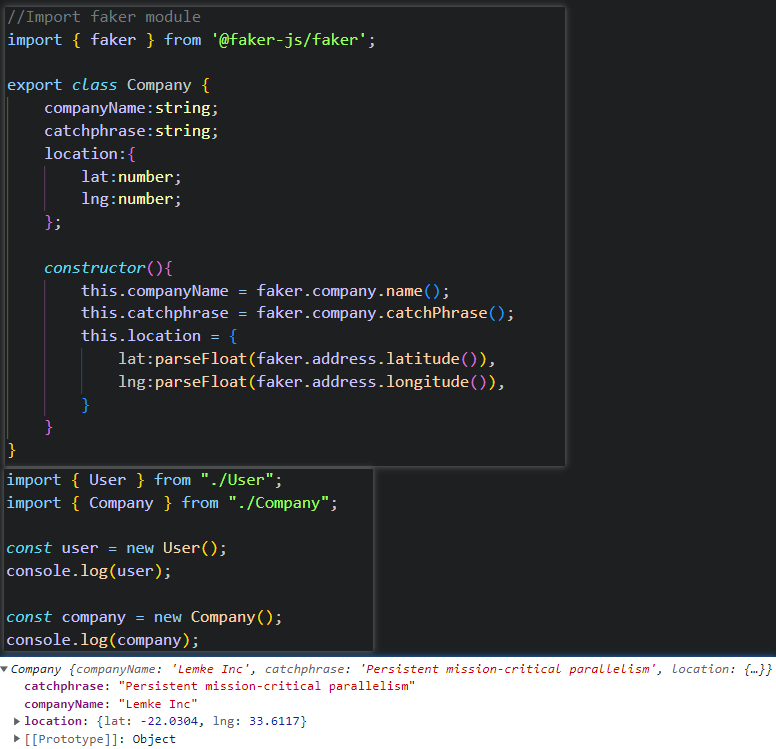 //Import faker module
import { faker } from '@faker-js/faker';
export class Company {
companyName:string;
catchphrase:string;
location:{
lat:number;
lng:number;
};
constructor(){
this.companyName = faker.company.name();
this.catchphrase = faker.company.catchPhrase();
this.location = {
lat:parseFloat(faker.address.latitude()),
lng:parseFloat(faker.address.longitude()),
}
}
}
import { User } from "./User";
import { Company } from "./Company";
const user = new User();
console.log(user);
const company = new Company();
console.log(company);
Company {companyName: 'Lemke Inc', catchphrase: 'Persistent mission-critical parallelism', location: {…}}
catchphrase: "Persistent mission-critical parallelism"
companyName: "Lemke Inc"
location: {lat: -22.0304, lng: 33.6117}
[[Prototype]]: Object